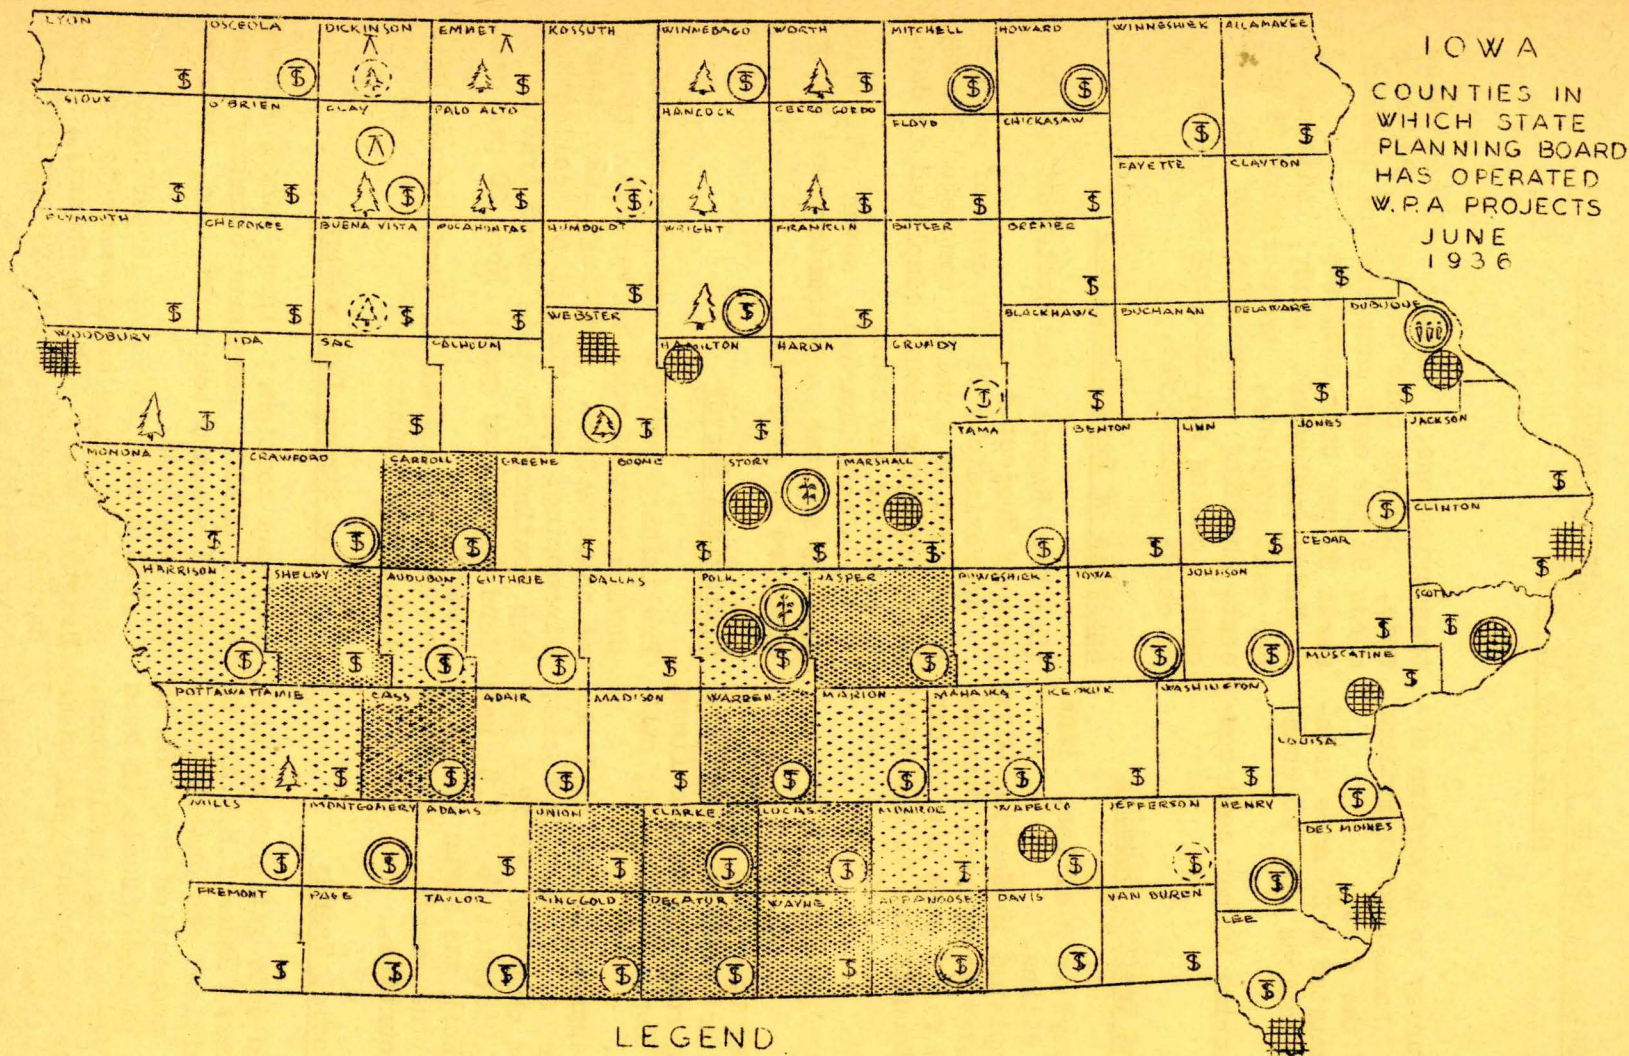 IOWA
COUNTIES IN
WHICH STATE
PLANNING BOARD
HAS OPERATED
W.P.A PROJECTS
JUNE
1936
LYON
OSCEOLA
DICKINSON
EMMET
KOSSUTH
WINNEBAGO
WORTH
MITCHELL
HOWARD
WINNESHIEK
ALLAMAKEE
SIOUX
O'BRIEN
CLAY
PALO ALTO
HANCOCK
CERRO GORDO
FLOYD
CHICKASAW
FAYETTE
CLAYTON
PLYMOUTH
CHEROKEE
BUENA VISTA
POCAHONTAS
HUMBOLDT
WRIGHT
FRANKLIN
BUTLER
BREMER
WOODBURY
IDA
SAC
CALHOUN
WEBSTER
HAMILTON
HARDIN
GRUNDY
BLACKHAWK
BUCHANAN
DELAWARE
DUBUQUE
MONONA
CRAWFORD
CARROLL
GREENE
BOONE
STORY
MARSHALL
TAMA
BENTON
LINN
JONES
JACKSON
CLINTON
CEDAR
HARRISON
SHELBY
AUDUBON
GUTHRIE
DALLAS
POLK
JASPER
POWESHIEK
IOWA
JOHNSON
SCOTT
MUSCATINE
POTTAWATTAMIE
CASS
ADAIR
MADISON
WARREN
MARION
MAHASKA
KEOKUK
WASHINGTON
LOUISA
MILLS
MONTGOMERY
ADAMS
UNION
CLARKE
LUCAS
MONROE
WAPELLO
JEFFERSON
HENRY
DES MOINES
FREMONT
PAGE
TAYLOR
RINGGOLD
DECATUR
WAYNE
APPANOOSE
DAVIS
VAN BUREN
LEE
LEGEND